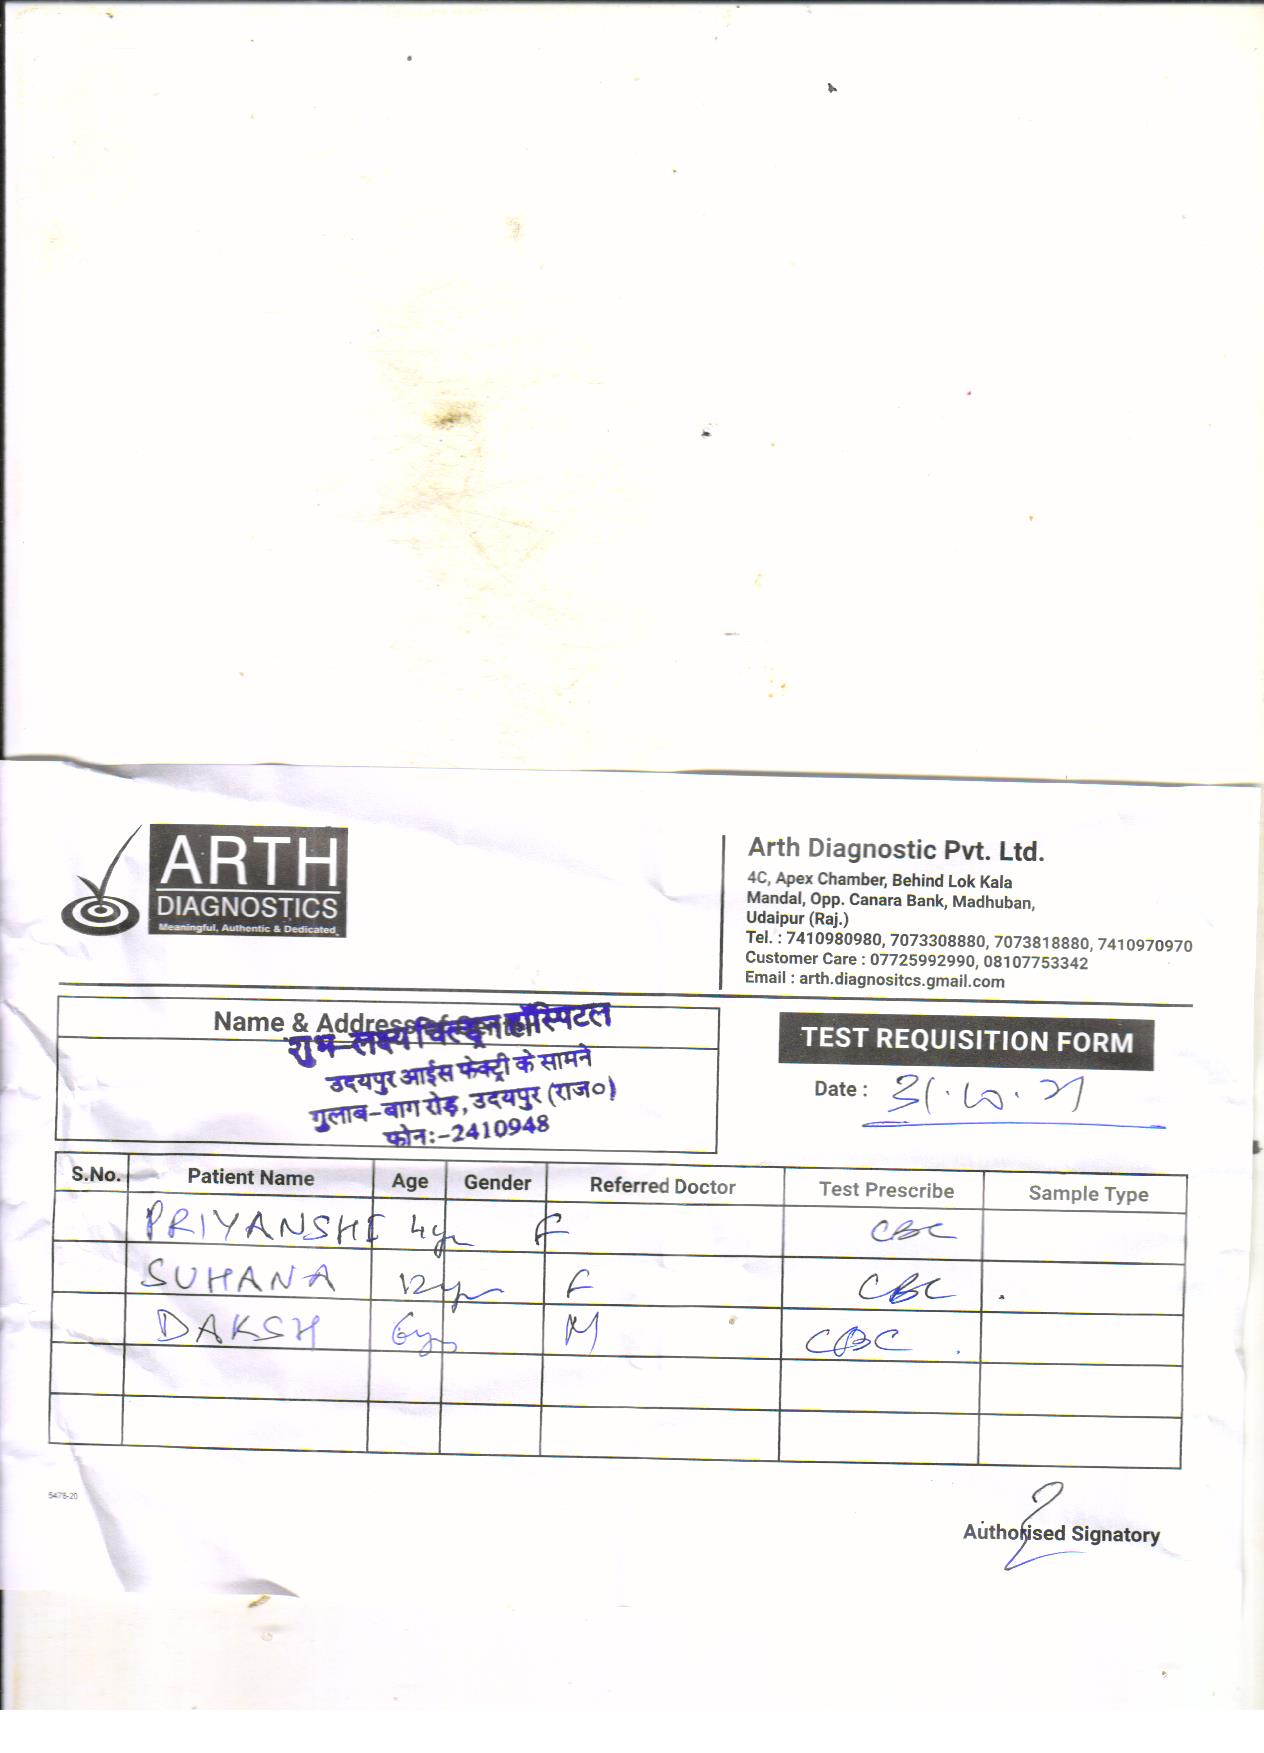 ARTH
DIAGNOSTICS
Meaningful, Authentic & Dedicated
Arth Diagnostic Pvt. Ltd.
4C, Apex Chamber, Behind Lok Kala
Mandal, Opp. Canara Bank, Madhuban,
Udaipur (Raj.)
Tel. : 7410980980, 7073308880, 7073818880, 7410970970
Customer Care : 07725992990, 08107753342
Email : arth.diagnositcs.gmail.com
Name & Address
शुभ-लक्ष्य चिल्ड्रन हॉस्पिटल
उदयपुर आईस फेक्ट्री के सामने
गुलाब-बाग रोड़, उदयपुर (राज०)
फोन:-2410948
TEST REQUISITION FORM
Date : 31.10.21
S.No. Patient Name Age Gender Referred Doctor Test Prescribe Sample Type
PRIYANSHI 4yr F CBC
SUHANA 12yr F CBC
DAKSH 6yr M CBC
5478-20
Authorised Signatory